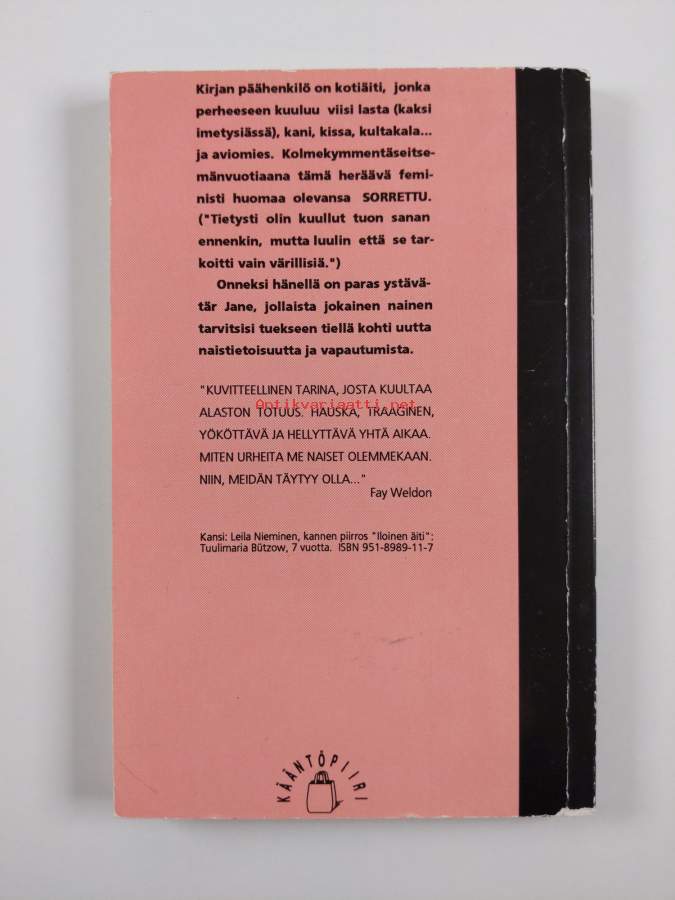 Kirjan päähenkilö on kotiäiti, jonka
perheeseen kuuluu viisi lasta (kaksi
imetysiässä), kani, kissa, kultakala...
ja aviomies. Kolmekymmentäseitse-
mänvuotiaana tämä heräävä femi-
nisti huomaa olevansa SORRETTU.
("Tietysti olin kuullut tuon sanan
ennenkin, mutta luulin että se tar-
koitti vain värillisiä.")
Onneksi hänellä on paras ystävä-
tär Jane, jollaista jokainen nainen
tarvitsisi tuekseen tiellä kohti uutta
naistietoisuutta ja vapautumista.
"KUVITTEELLINEN TARINA, JOSTA KUULTAA
Antikvariaatti.net
ALASTON TOTUUS. HAUSKA, TRAAGINEN,
YÖKÖTTÄVÄ JA HELLYTTÄVÄ YHTÄ AIKAA.
MITEN URHEITA ME NAISET OLEMMEKAAN.
NIIN, MEIDÄN TÄYTYY OLLA..."
Fay Weldon
Kansi: Leila Nieminen, kannen piirros "Iloinen äiti":
Tuulimaria Bützow, 7 vuotta. ISBN 951-8989-11-7
KÄÄNTÖPIIRI